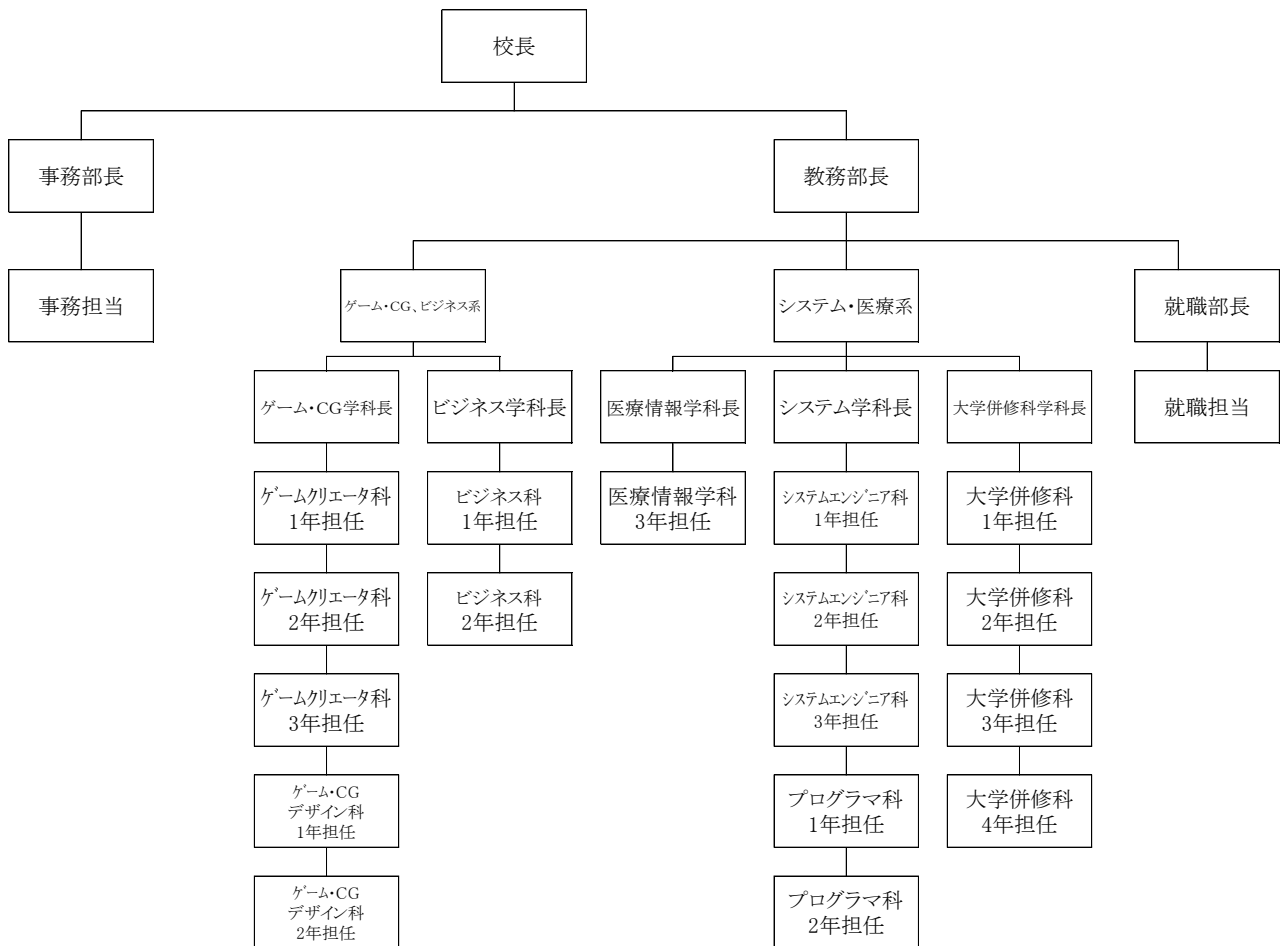 校長
事務部長
教務部長
事務担当
ゲーム・CG、ビジネス系
システム・医療系
就職部長
ゲーム・CG学科長
ビジネス学科長
医療情報学科長
システム学科長
大学併修科学科長
就職担当
ゲームクリエータ科
1年担任
ビジネス科
1年担任
医療情報学科
3年担任
システムエンジニア科
1年担任
大学併修科
1年担任
ゲームクリエータ科
2年担任
ビジネス科
2年担任
システムエンジニア科
2年担任
大学併修科
2年担任
ゲームクリエータ科
3年担任
システムエンジニア科
3年担任
大学併修科
3年担任
ゲーム・CG
デザイン科
1年担任
プログラマ科
1年担任
大学併修科
4年担任
ゲーム・CG
デザイン科
2年担任
プログラマ科
2年担任